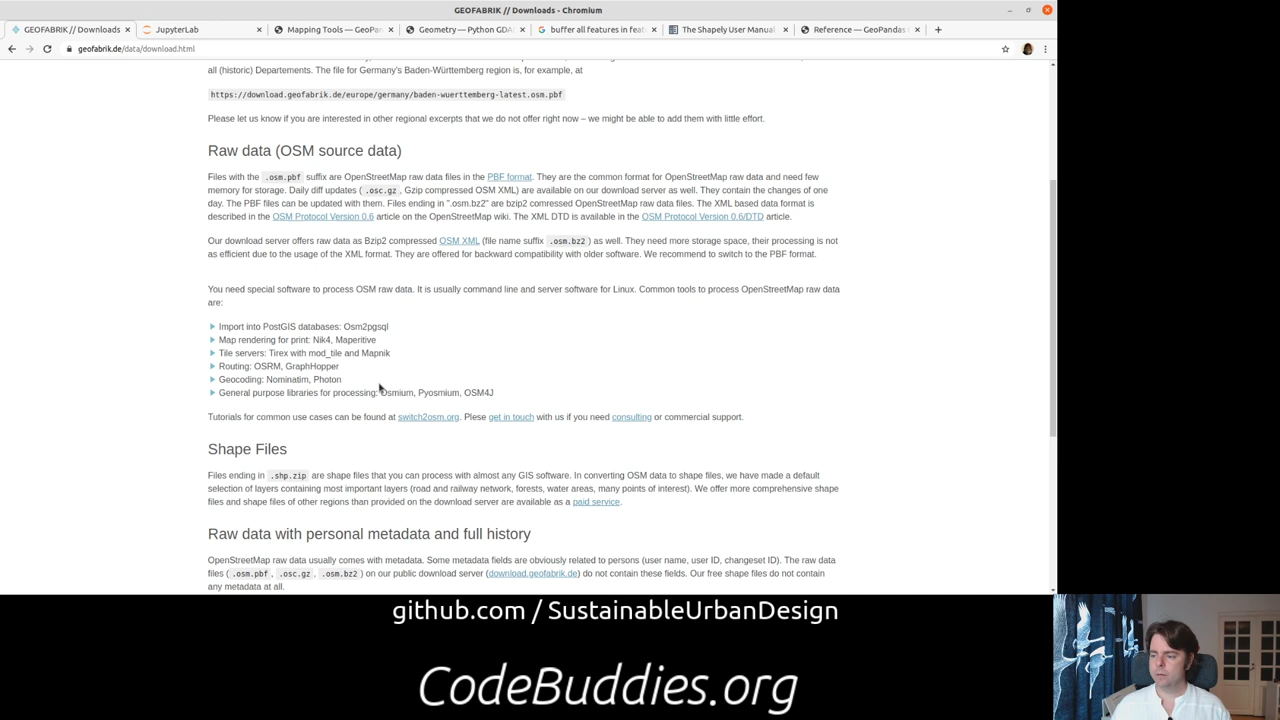 GEOFABRIK // Downloads - Chromium
GEOFABRIK // Downloads
JupyterLab
Mapping Tools — GeoPan
Geometry — Python GDA
buffer all features in feat
The Shapely User Manual
Reference — GeoPandas
geofabrik.de/data/download.html
all (historic) Departements. The file for Germany's Baden-Württemberg region is, for example, at
https://download.geofabrik.de/europe/germany/baden-wuerttemberg-latest.osm.pbf
Please let us know if you are interested in other regional excerpts that we do not offer right now – we might be able to add them with little effort.
Raw data (OSM source data)
Files with the .osm.pbf suffix are OpenStreetMap raw data files in the PBF format. They are the common format for OpenStreetMap raw data and need few
memory for storage. Daily diff updates (.osc.gz, Gzip compressed OSM XML) are available on our download server as well. They contain the changes of one
day. The PBF files can be updated with them. Files ending in ".osm.bz2" are bzip2 compressed OpenStreetMap raw data files. The XML based data format is
described in the OSM Protocol Version 0.6 article on the OpenStreetMap wiki. The XML DTD is available in the OSM Protocol Version 0.6/DTD article.
Our download server offers raw data as Bzip2 compressed OSM XML (file name suffix .osm.bz2) as well. They need more storage space, their processing is not
as efficient due to the usage of the XML format. They are offered for backward compatibility with older software. We recommend to switch to the PBF format.
You need special software to process OSM raw data. It is usually command line and server software for Linux. Common tools to process OpenStreetMap raw data
are:
Import into PostGIS databases: Osm2pgsql
Map rendering for print: Nik4, Maperitive
Tile servers: Tirex with mod_tile and Mapnik
Routing: OSRM, GraphHopper
Geocoding: Nominatim, Photon
General purpose libraries for processing: Osmium, Pyosmium, OSM4J
Tutorials for common use cases can be found at switch2osm.org. Plese get in touch with us if you need consulting or commercial support.
Shape Files
Files ending in .shp.zip are shape files that you can process with almost any GIS software. In converting OSM data to shape files, we have made a default
selection of layers containing most important layers (road and railway network, forests, water areas, many points of interest). We offer more comprehensive shape
files and shape files of other regions than provided on the download server are available as a paid service.
Raw data with personal metadata and full history
OpenStreetMap raw data usually comes with metadata. Some metadata fields are obviously related to persons (user name, user ID, changeset ID). The raw data
files (.osm.pbf, .osc.gz, .osm.bz2) on our public download server (download.geofabrik.de) do not contain these fields. Our free shape files do not contain
any metadata at all.
github.com / SustainableUrbanDesign
CodeBuddies.org